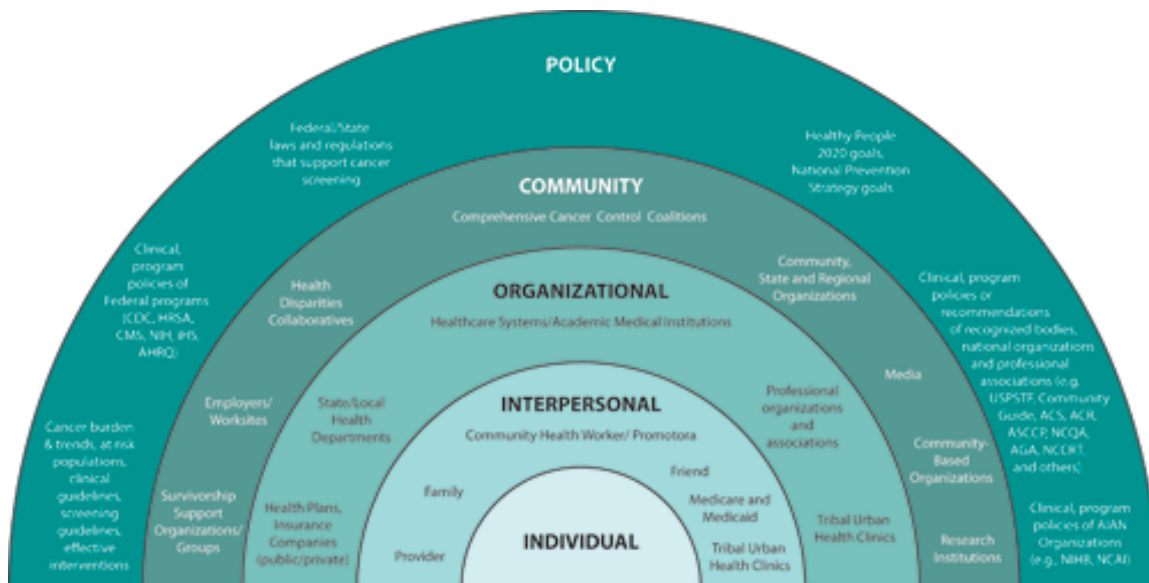 POLICY
Federal/State
laws and regulations
that support cancer
screening
Healthy People
2020 goals,
National Prevention
Strategy goals
Clinical,
program
policies of
Federal programs
(CDC, HRSA,
CMS, NIH, IHS,
AHRQ)
Clinical, program
policies or
recommendations
of recognized bodies,
national organizations
and professional
associations (e.g.
USPSTF, Community
Guide, ACS, ACR,
ASCCP, NCQA,
AGA, NCCRT,
and others)
Cancer burden
& trends, at risk
populations,
clinical
guidelines,
screening
guidelines,
effective
interventions
Clinical, program
policies of AIAN
Organizations
(e.g., NIHB, NCAI)
COMMUNITY
Comprehensive Cancer Control Coalitions
Health
Disparities
Collaboratives
Community,
State and Regional
Organizations
Employers/
Worksites
Media
Survivorship
Support
Organizations/
Groups
Community-
Based
Organizations
Research
Institutions
ORGANIZATIONAL
Healthcare Systems/Academic Medical Institutions
State/Local
Health
Departments
Professional
organizations
and
associations
Health Plans,
Insurance
Companies
(public/private)
Tribal Urban
Health Clinics
INTERPERSONAL
Community Health Worker/ Promotora
Family
Friend
Provider
Medicare and
Medicaid
Tribal Urban
Health Clinics
INDIVIDUAL